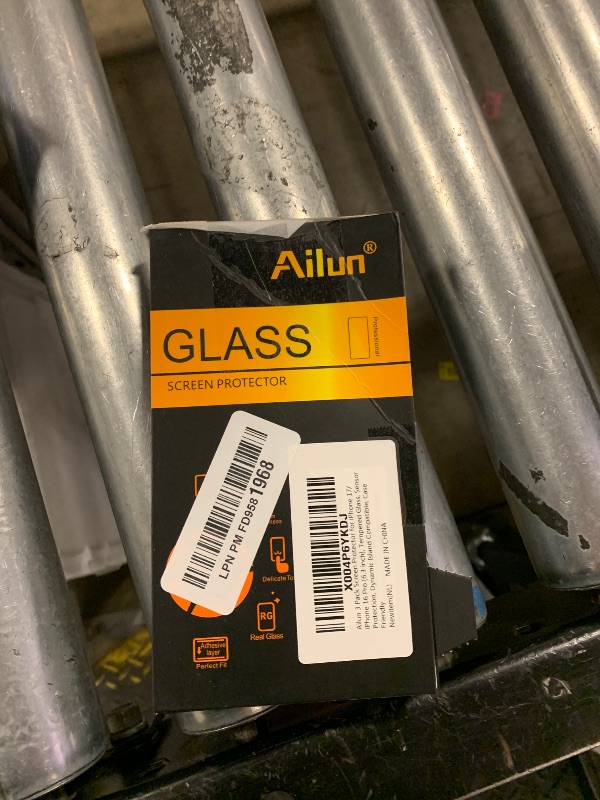 Ailun®
GLASS
Professional
SCREEN PROTECTOR
LPN PM FD9581968
X004P6YKDJ
Ailun 3 Pack Screen Protector for iPhone 17/
iPhone 16 Pro [6.3 inch], Tempered Glass, Sensor
Protection, Dynamic Island Compatible, Case
Friendly
Newitem(NL) MADE IN CHINA
Delicate
RG
Real Glass
Adhesive
layer
Perfect Fit